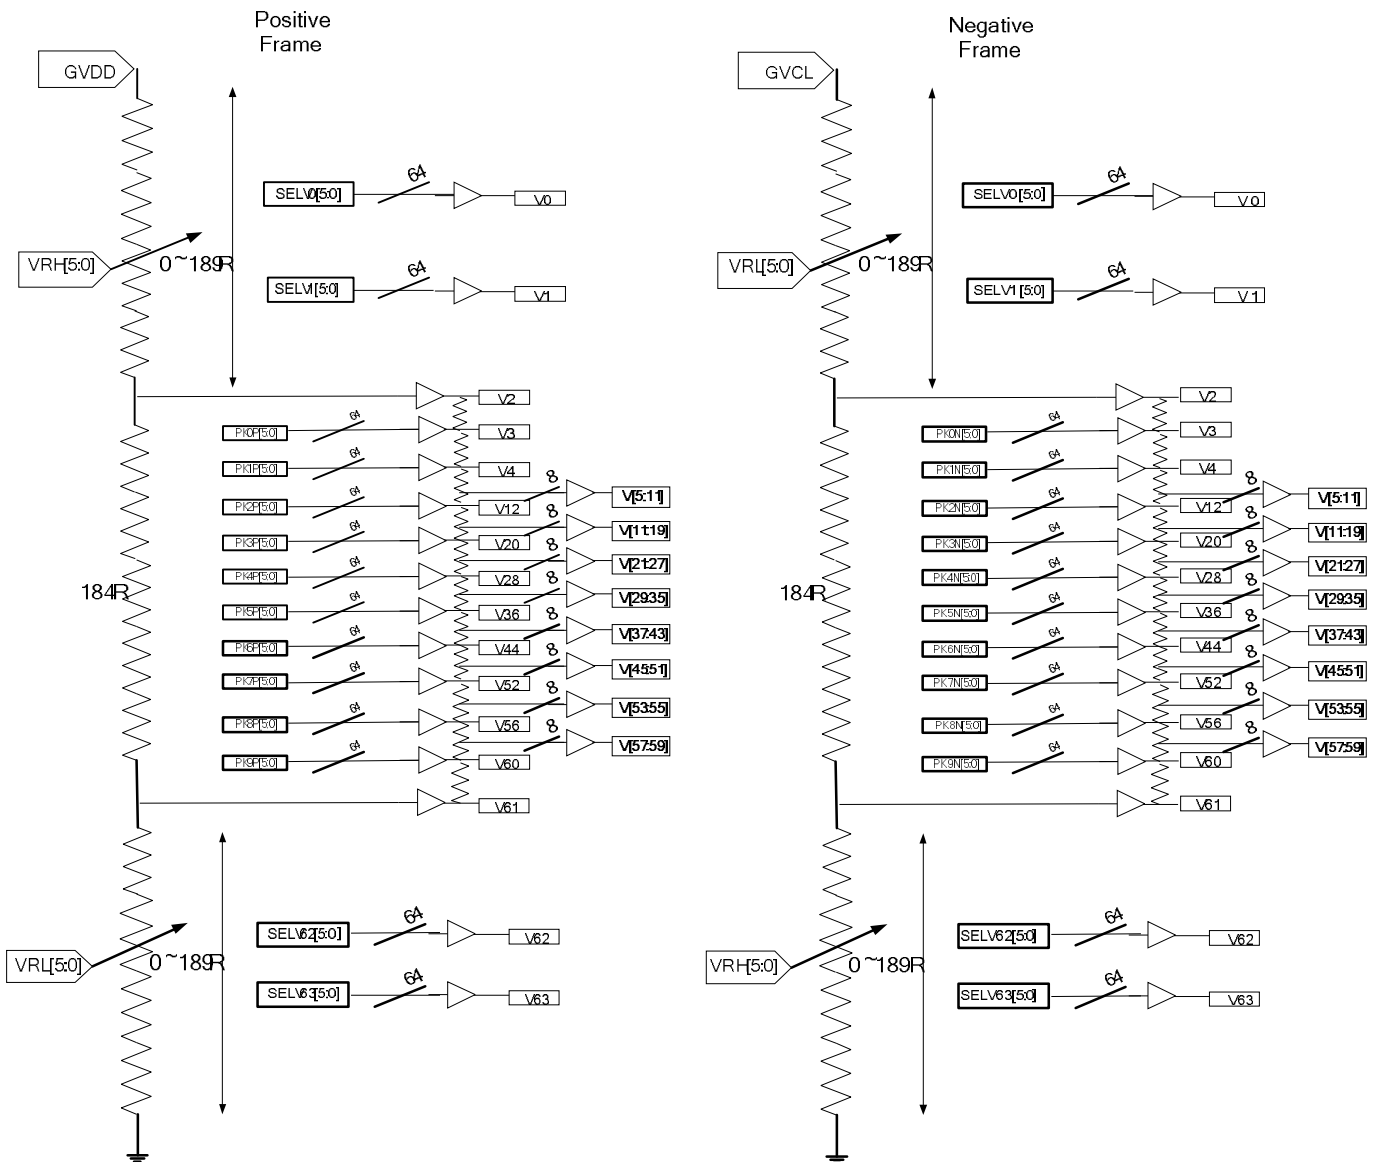 Positive
Frame
GVDD
SELV0[5:0]
64
V0
VRH[5:0]
0~189R
SELV1[5:0]
64
V1
V2
PK0P[5:0]
64
V3
PK1P[5:0]
64
V4
8
V[5:11]
PK2P[5:0]
64
V12
8
V[11:19]
PK3P[5:0]
64
V20
8
V[21:27]
184R
PK4P[5:0]
64
V28
8
V[29:35]
PK5P[5:0]
64
V36
8
V[37:43]
PK6P[5:0]
64
V44
8
V[45:51]
PK7P[5:0]
64
V52
8
V[53:55]
PK8P[5:0]
64
V56
8
V[57:59]
PK9P[5:0]
64
V60
V61
SELV62[5:0]
64
V62
VRL[5:0]
0~189R
SELV63[5:0]
64
V63
Negative
Frame
GVCL
SELV0[5:0]
64
V0
VRL[5:0]
0~189R
SELV1[5:0]
64
V1
V2
PK0N[5:0]
64
V3
PK1N[5:0]
64
V4
8
V[5:11]
PK2N[5:0]
64
V12
8
V[11:19]
PK3N[5:0]
64
V20
8
V[21:27]
184R
PK4N[5:0]
64
V28
8
V[29:35]
PK5N[5:0]
64
V36
8
V[37:43]
PK6N[5:0]
64
V44
8
V[45:51]
PK7N[5:0]
64
V52
8
V[53:55]
PK8N[5:0]
64
V56
8
V[57:59]
PK9N[5:0]
64
V60
V61
SELV62[5:0]
64
V62
VRH[5:0]
0~189R
SELV63[5:0]
64
V63